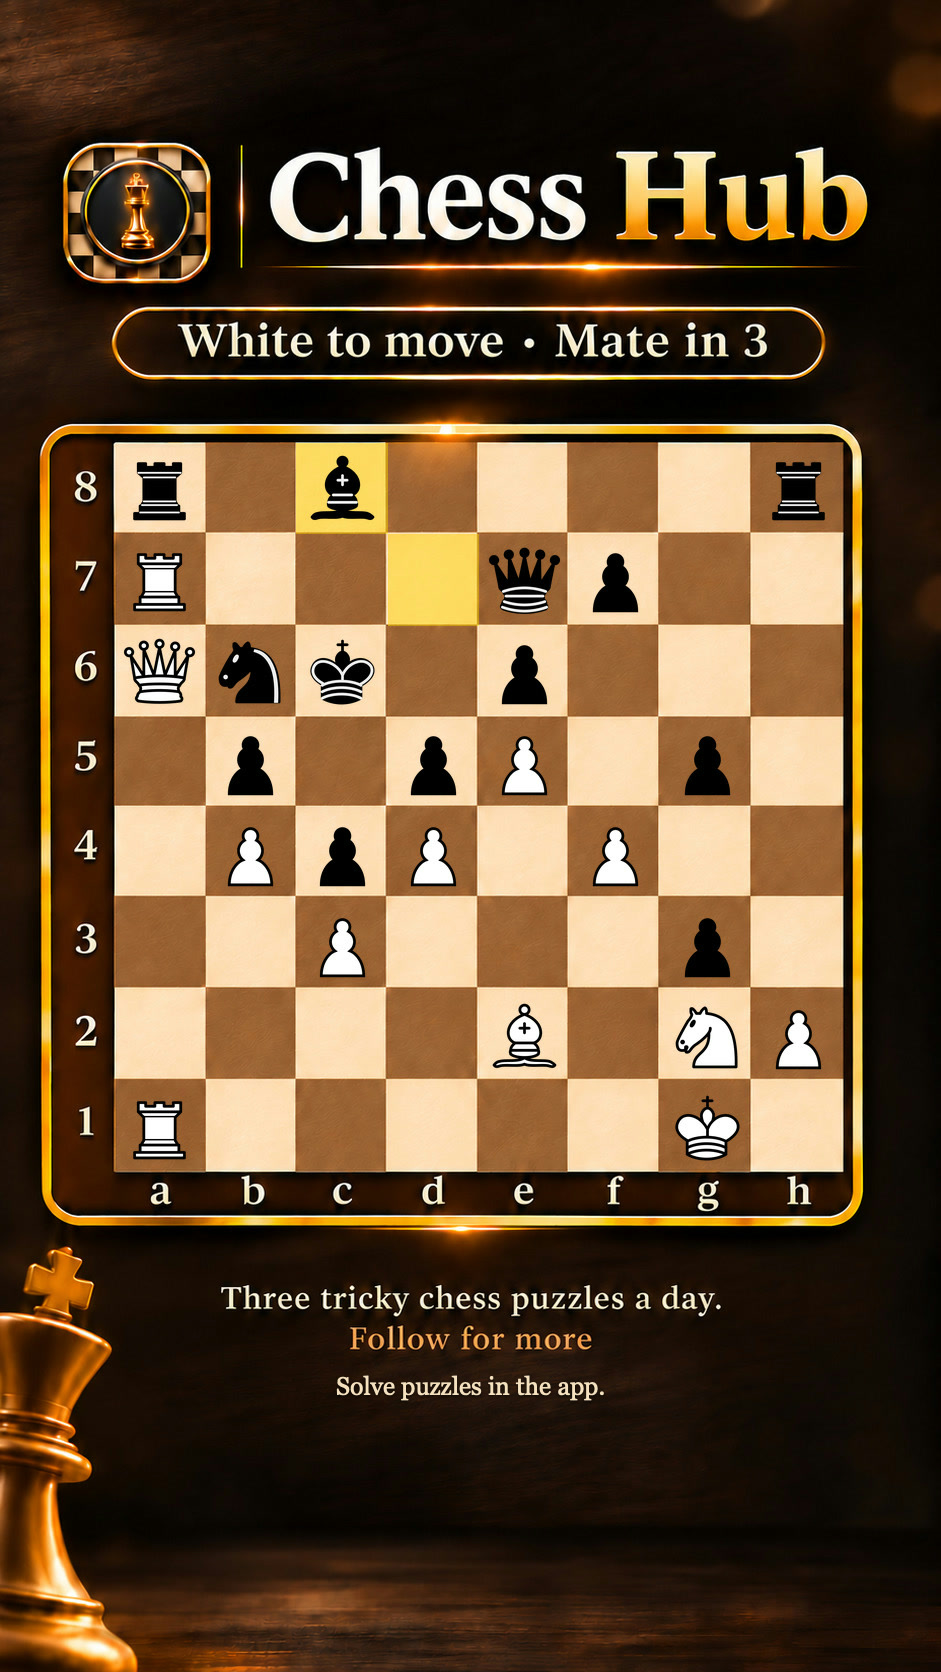 Chess Hub
White to move • Mate in 3
8
7
6
5
4
3
2
1
a b c d e f g h
Three tricky chess puzzles a day.
Follow for more
Solve puzzles in the app.